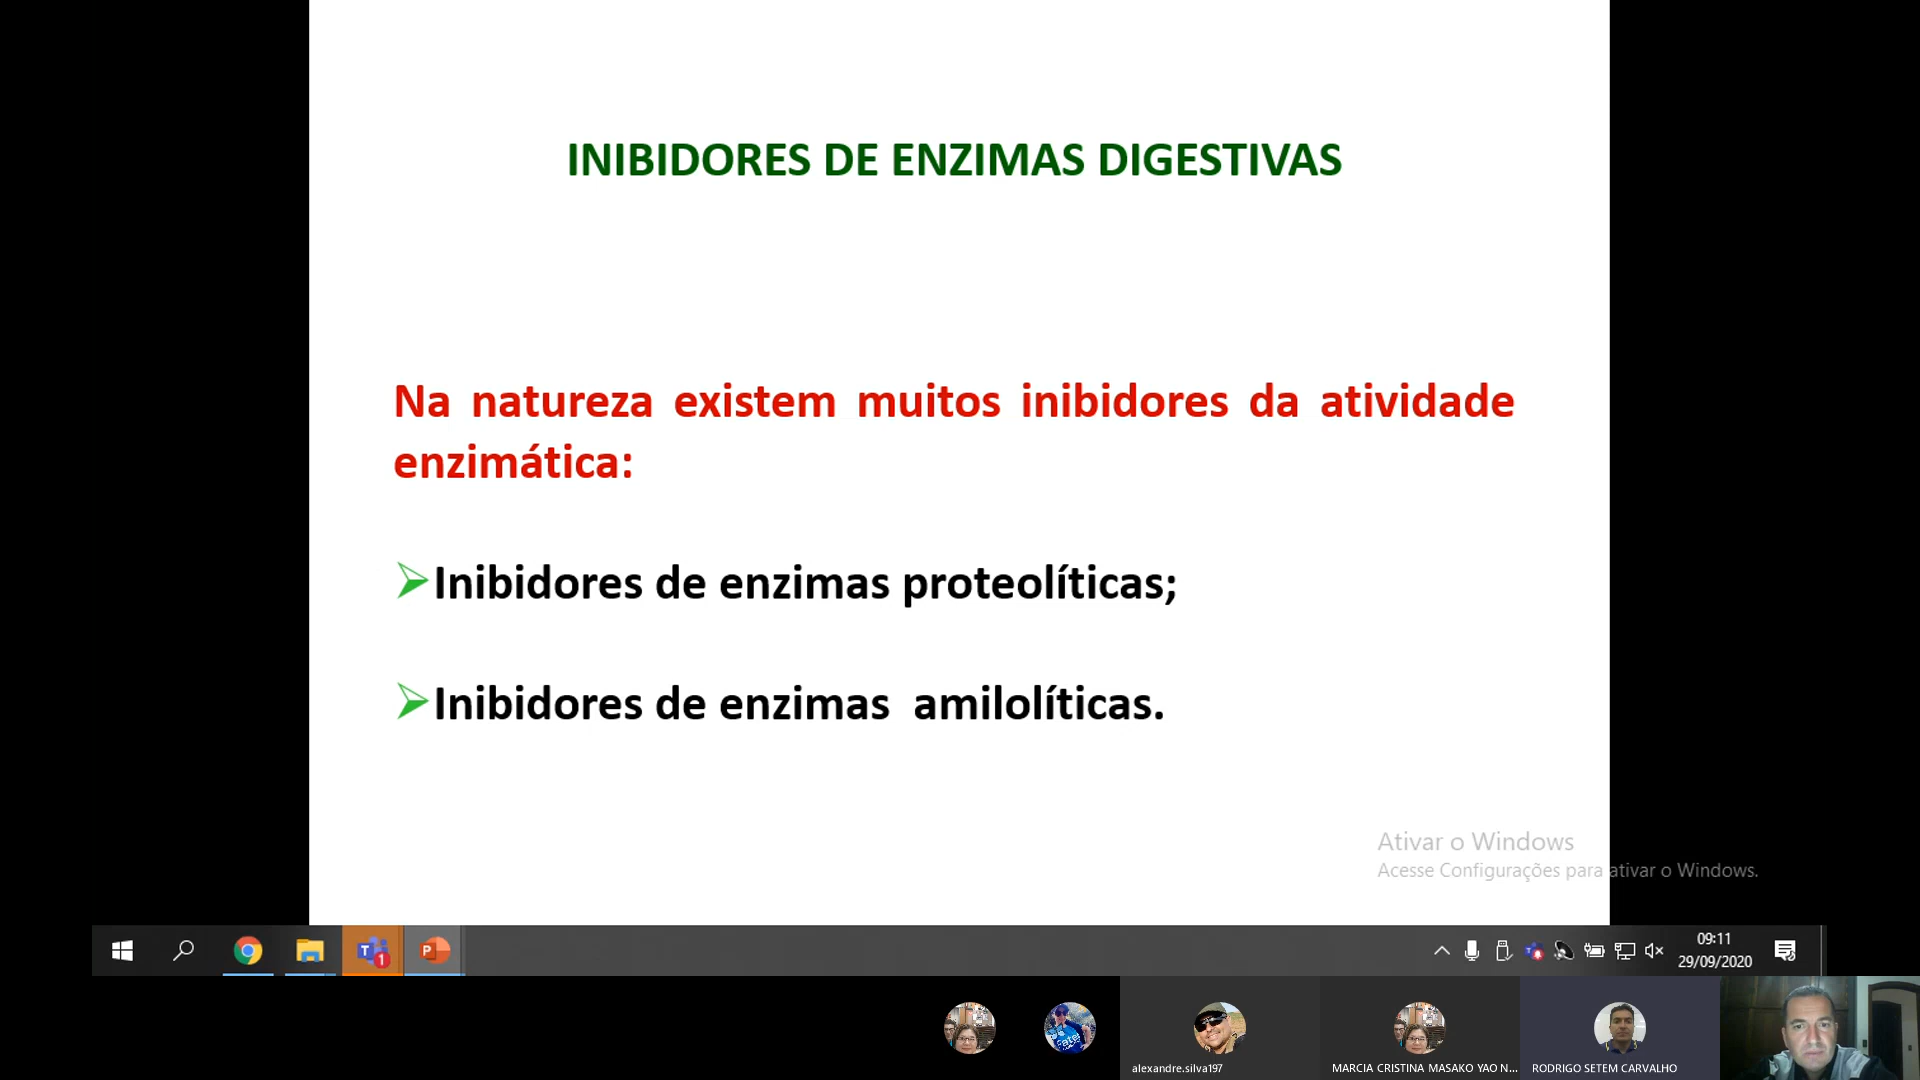 INIBIDORES DE ENZIMAS DIGESTIVAS
Na natureza existem muitos inibidores da atividade
enzimática:
Inibidores de enzimas proteolíticas;
Inibidores de enzimas amilolíticas.
Ativar o Windows
Acesse Configurações para ativar o Windows.
09:11
29/09/2020
alexandre.silva197
MARCIA CRISTINA MASAKO YAO N...
RODRIGO SETEM CARVALHO